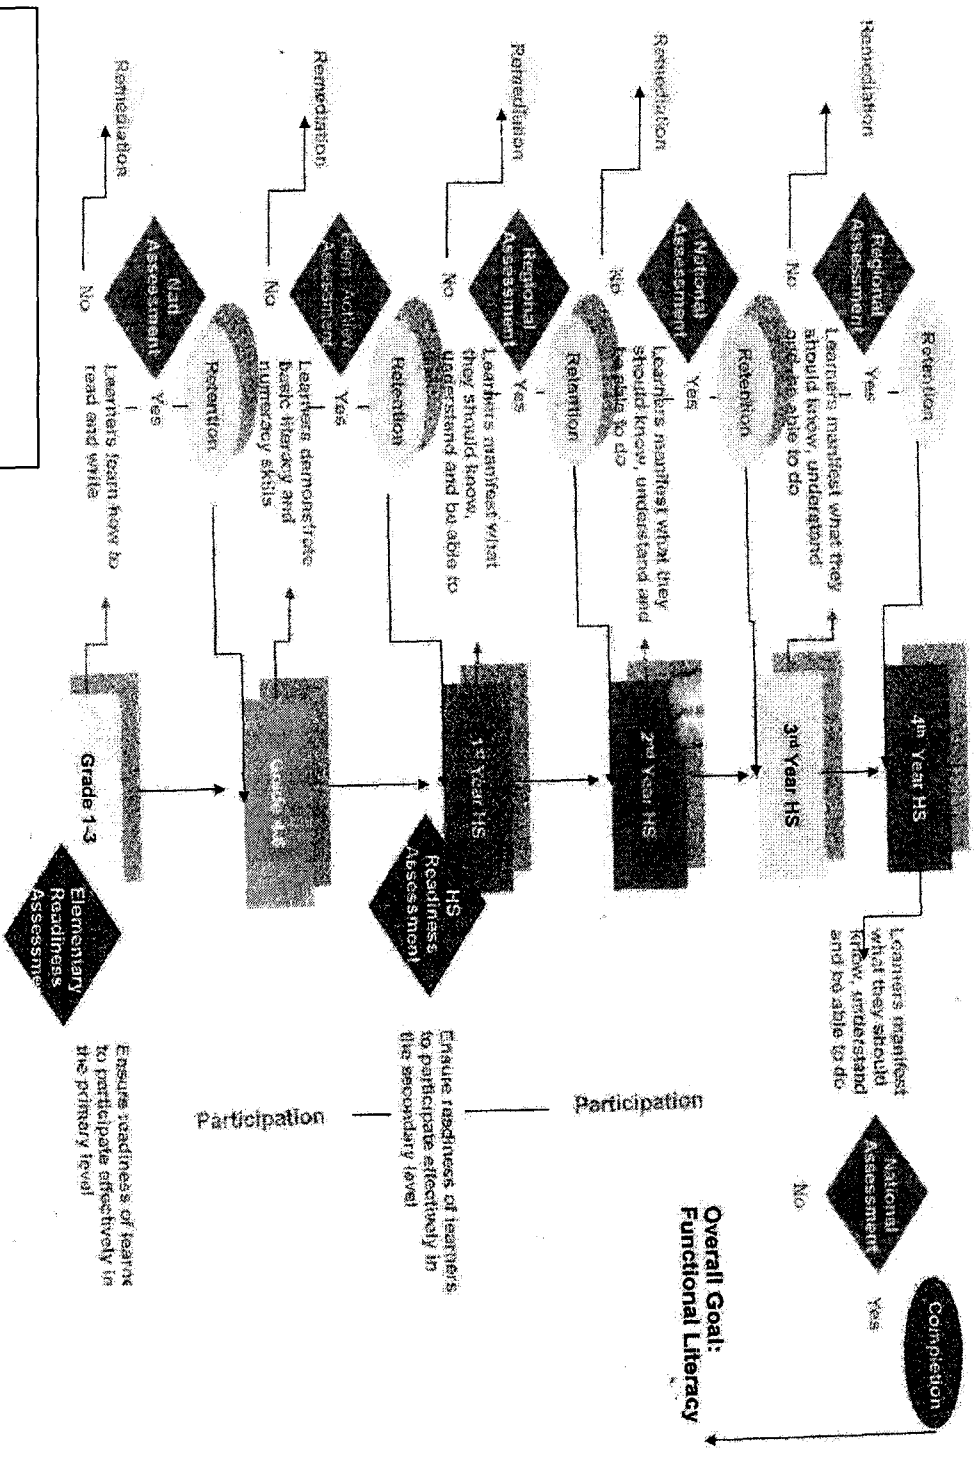 Remediation
Regional
Assessment
No
Yes
Retention
Learners manifest what they
should know, understand
and be able to do
4th Year HS
Learners manifest
what they should
know, understand
and be able to do
National
Assessment
No
Yes
Completion
Overall Goal:
Functional Literacy
Remediation
National
Assessment
No
Yes
Retention
Learners manifest what they
should know, understand and
be able to do
3rd Year HS
Remediation
Regional
Assessment
No
Yes
Retention
Learners manifest what
they should know,
understand and be able to
2nd Year HS
Participation
Remediation
Elem.
Assessment
No
Yes
Retention
Learners demonstrate
basic literacy and
numeracy skills
1st Year HS
HS
Readiness
Assessment
Ensure readiness of learners
to participate effectively in
the secondary level
Remediation
Natl
Assessment
No
Yes
Retention
Learners learn how to
read and write
Participation
Grade 1-3
Elementary
Readiness
Assessme
Ensure readiness of learne
to participate effectively in
the primary level